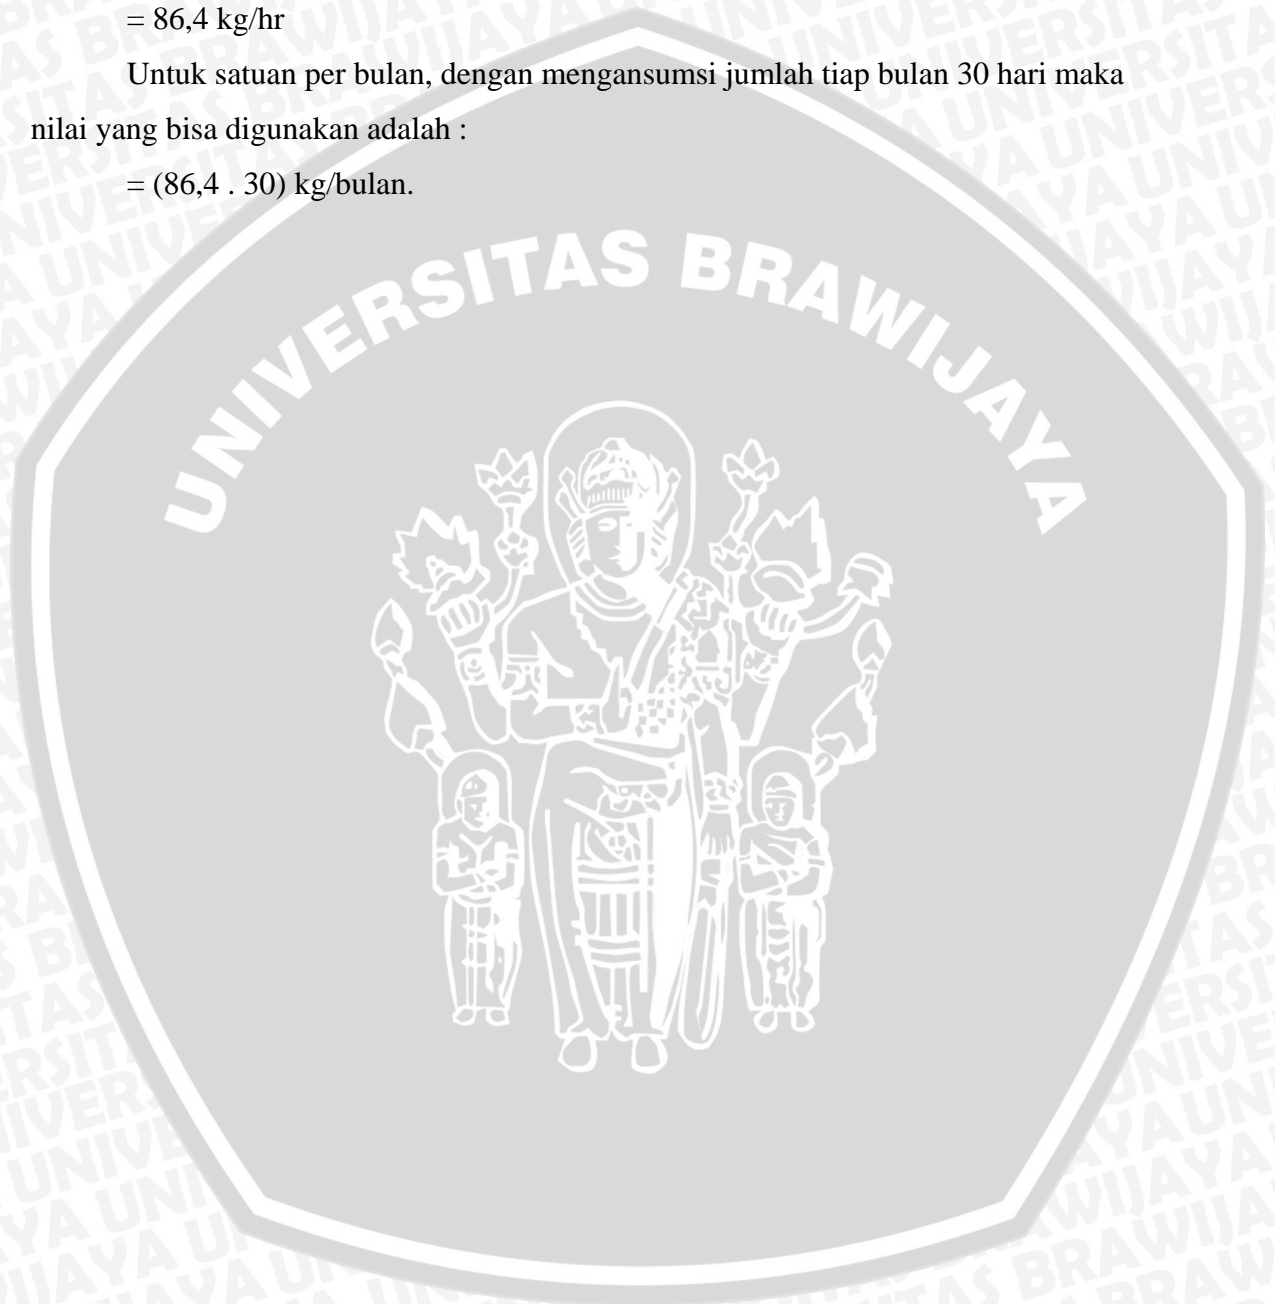 = 86,4 kg/hr
Untuk satuan per bulan, dengan mengansumsi jumlah tiap bulan 30 hari maka
nilai yang bisa digunakan adalah :
= (86,4 . 30) kg/bulan.
UNIVERSITAS BRAWIJAYA